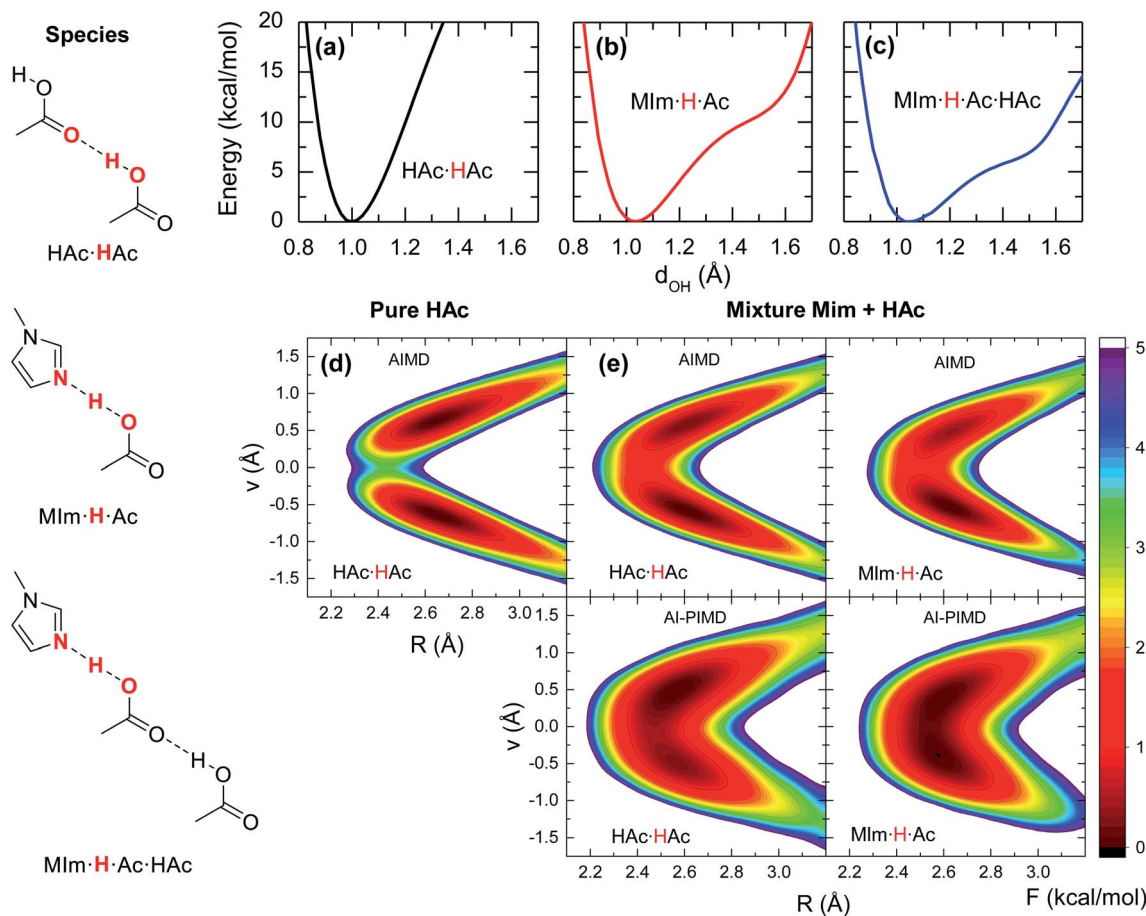 Species
H
O
O
H
O
O
HAc·HAc
N
N
H
O
O
MIm·H·Ac
N
N
H
O
O
H
O
O
MIm·H·Ac·HAc
Energy (kcal/mol)
20
15
10
5
0
(a)
HAc·HAc
0.8 1.0 1.2 1.4 1.6
(b)
MIm·H·Ac
0.8 1.0 1.2 1.4 1.6
(c)
MIm·H·Ac·HAc
0.8 1.0 1.2 1.4 1.6
dOH (Å)
Pure HAc
Mixture Mim + HAc
(d)
AIMD
1.5
1.0
0.5
0.0
-0.5
-1.0
-1.5
v (Å)
HAc·HAc
2.2 2.4 2.6 2.8 3.0
R (Å)
(e)
AIMD
HAc·HAc
AIMD
MIm·H·Ac
AI-PIMD
1.0
0.5
0.0
-0.5
-1.0
-1.5
v (Å)
HAc·HAc
2.2 2.4 2.6 2.8 3.0
AI-PIMD
MIm·H·Ac
2.2 2.4 2.6 2.8 3.0
R (Å)
5
4
3
2
1
0
F (kcal/mol)